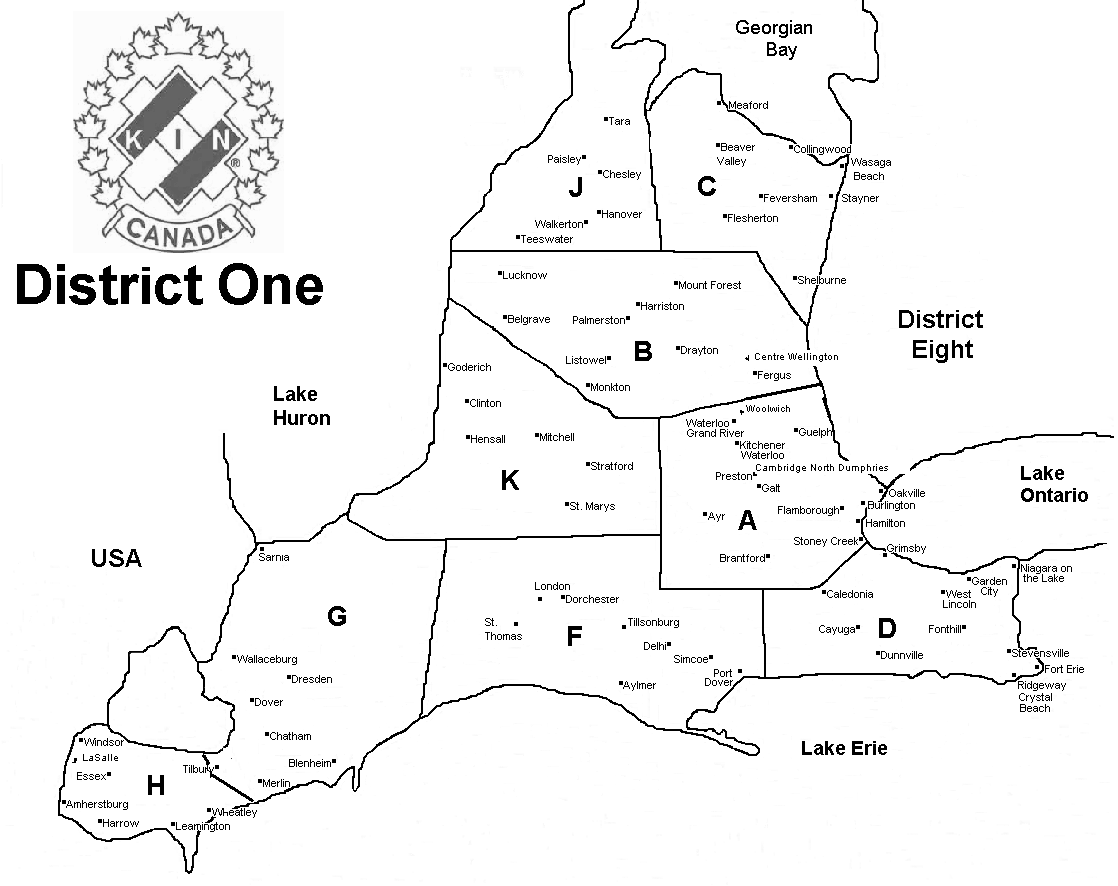 Georgian
Bay
Meaford
Tara
Beaver
Valley
Collingwood
Paisley
Wasaga
Beach
Chesley
K I N
®
J
C
Feversham
Stayner
Hanover
Flesherton
Walkerton
CANADA
Teeswater
District One
Lucknow
Mount Forest
Shelburne
Harriston
Belgrave
Palmerston
District
Eight
B
Drayton
Listowel
Centre Wellington
Goderich
Fergus
Monkton
Lake
Huron
Clinton
Woolwich
Waterloo
Grand River
Guelph
Hensall
Mitchell
Kitchener
Waterloo
Stratford
Cambridge North Dumphries
Preston
Lake
Ontario
K
Galt
Oakville
St. Marys
Burlington
Ayr
A
Flamborough
Hamilton
Stoney Creek
USA
Sarnia
Brantford
Grimsby
Niagara on
the Lake
London
Garden
City
Dorchester
Caledonia
West
Lincoln
G
St.
Thomas
F
Tillsonburg
Cayuga
D
Fonthill
Delhi
Wallaceburg
Simcoe
Dunnville
Stevensville
Fort Erie
Dresden
Aylmer
Port
Dover
Ridgeway
Crystal
Beach
Dover
Chatham
Windsor
Lake Erie
LaSalle
Essex
H
Tilbury
Blenheim
Merlin
Amherstburg
Wheatley
Harrow
Leamington